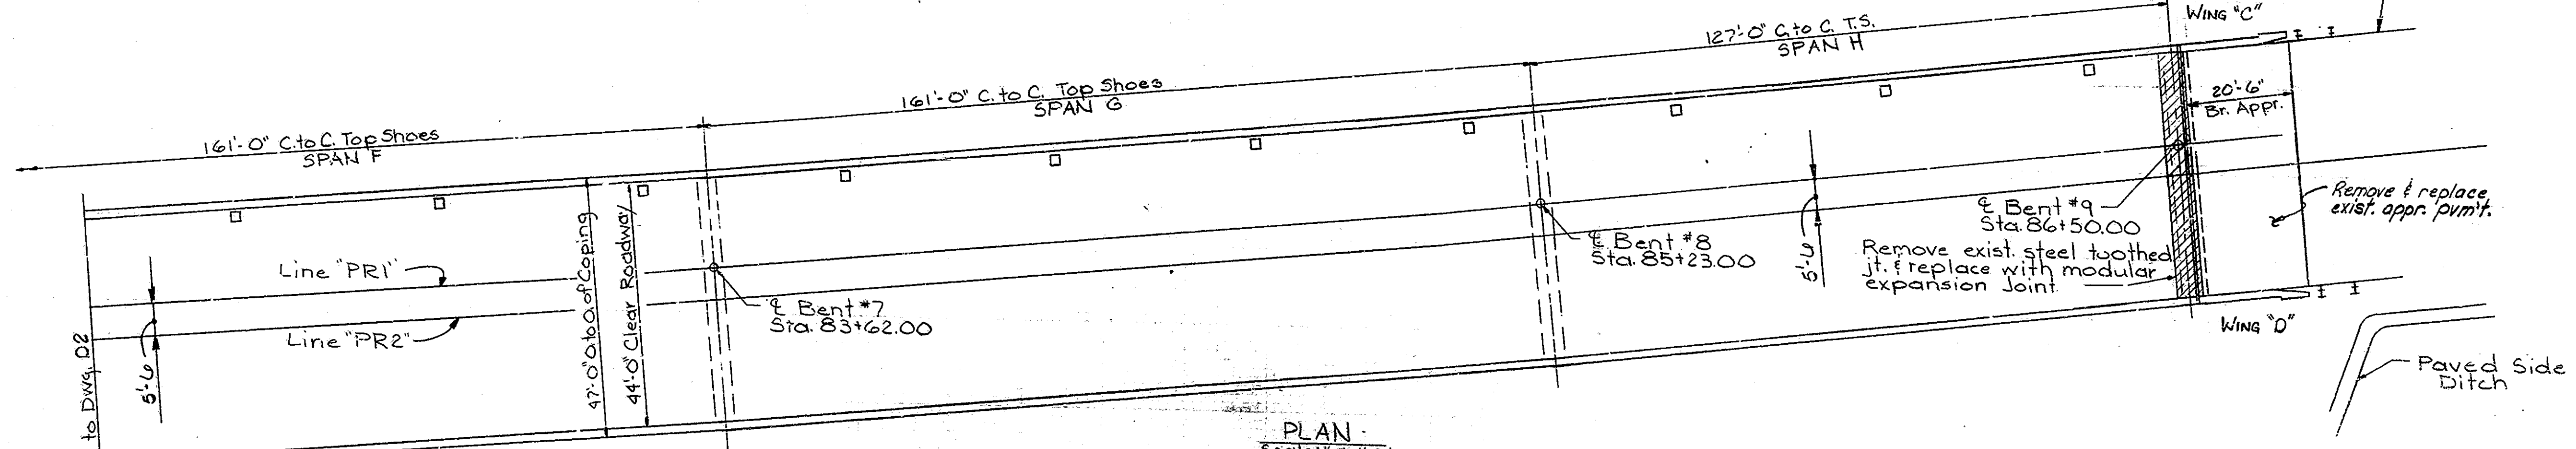 161'-0" C. to C. Top Shoes
SPAN F
161'-0" C. to C. Top Shoes
SPAN G
127'-0" C. to C. T.S.
SPAN H
WING "C"
20'-6"
Br. Appr.
Remove & replace
exist. appr. pvm't.
℄ Bent #9
Sta. 86+50.00
Remove exist. steel toothed
jt. & replace with modular
expansion joint
℄ Bent #8
Sta. 85+23.00
5'-6
47'-0" O. to O. of Coping
44'-0" Clear Roadway
Line "PR1"
Line "PR2"
℄ Bent #7
Sta. 83+62.00
5'-6
to Dwg. D2
WING "D"
Paved Side
Ditch
PLAN